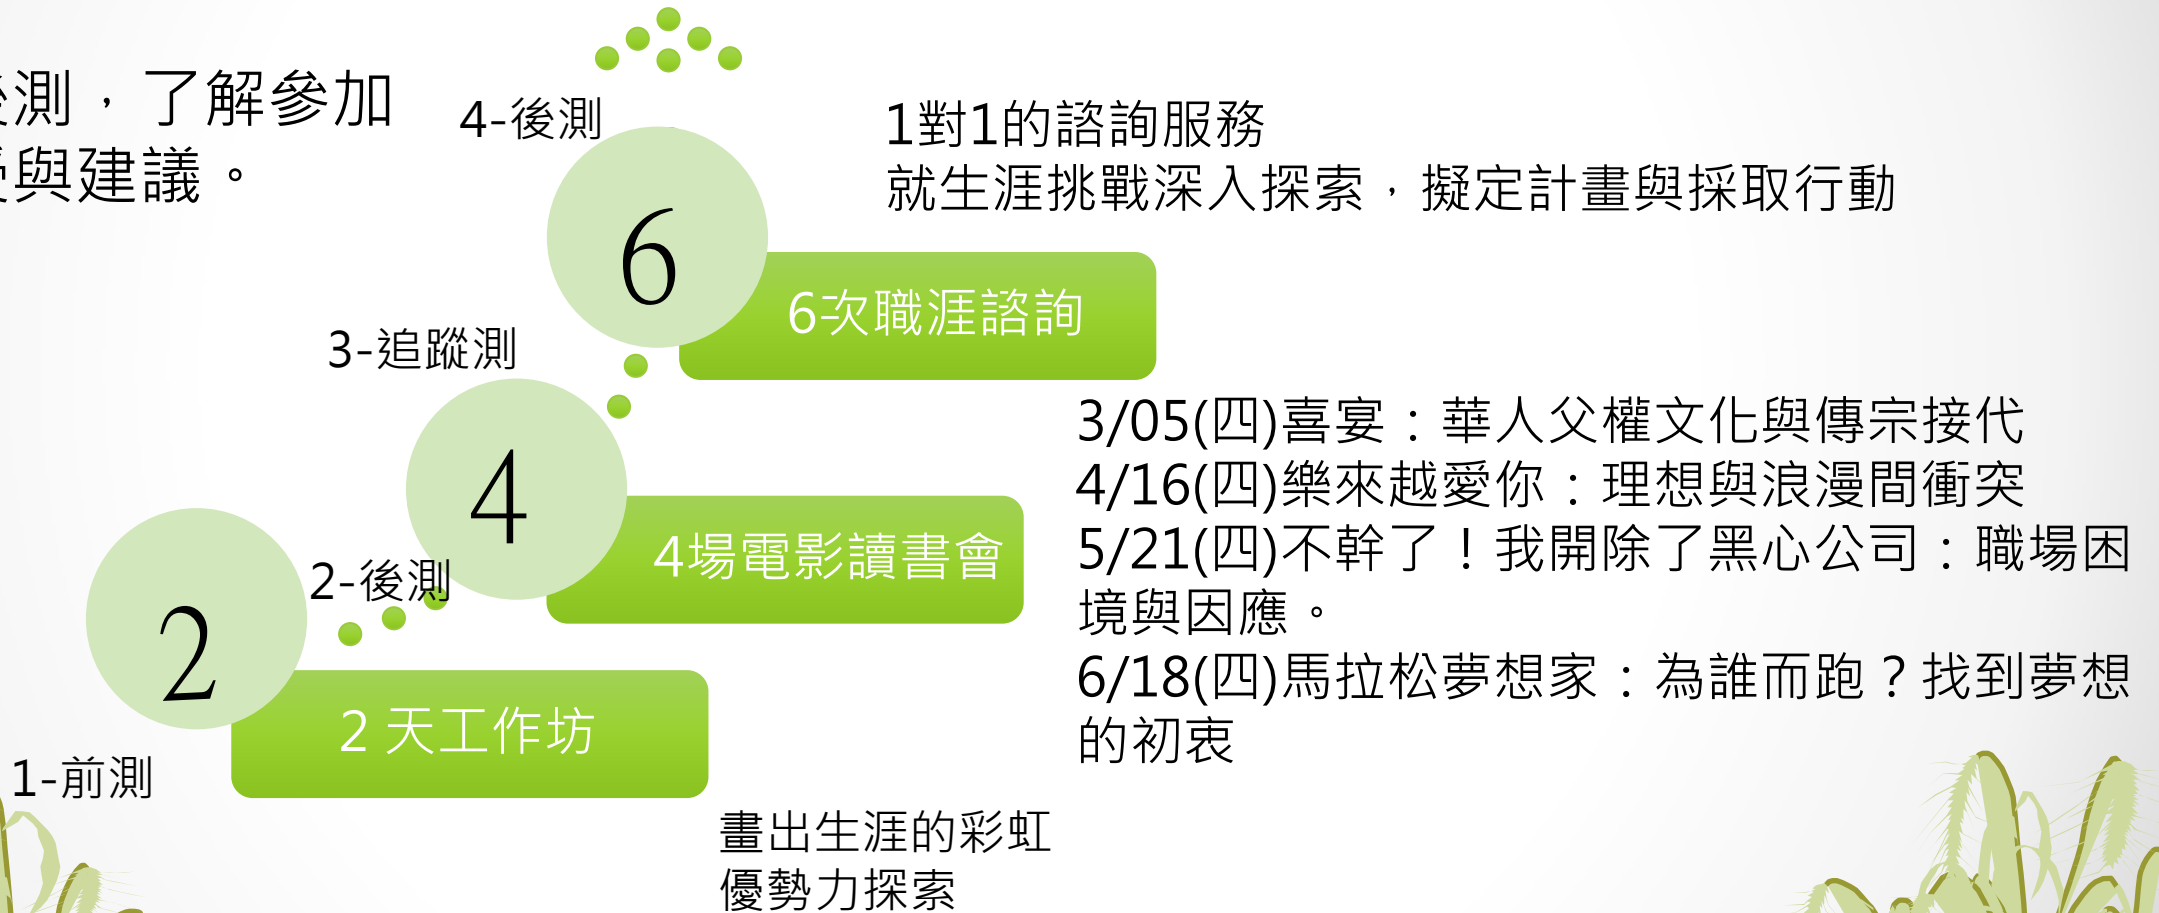 後測，了解參加
受與建議。
4-後測
1對1的諮詢服務
就生涯挑戰深入探索，擬定計畫與採取行動
6
6次職涯諮詢
3-追蹤測
4
4場電影讀書會
3/05(四)喜宴：華人父權文化與傳宗接代
4/16(四)樂來越愛你：理想與浪漫間衝突
5/21(四)不幹了！我開除了黑心公司：職場困
境與因應。
6/18(四)馬拉松夢想家：為誰而跑？找到夢想
的初衷
2-後測
2
2 天工作坊
1-前測
畫出生涯的彩虹
優勢力探索